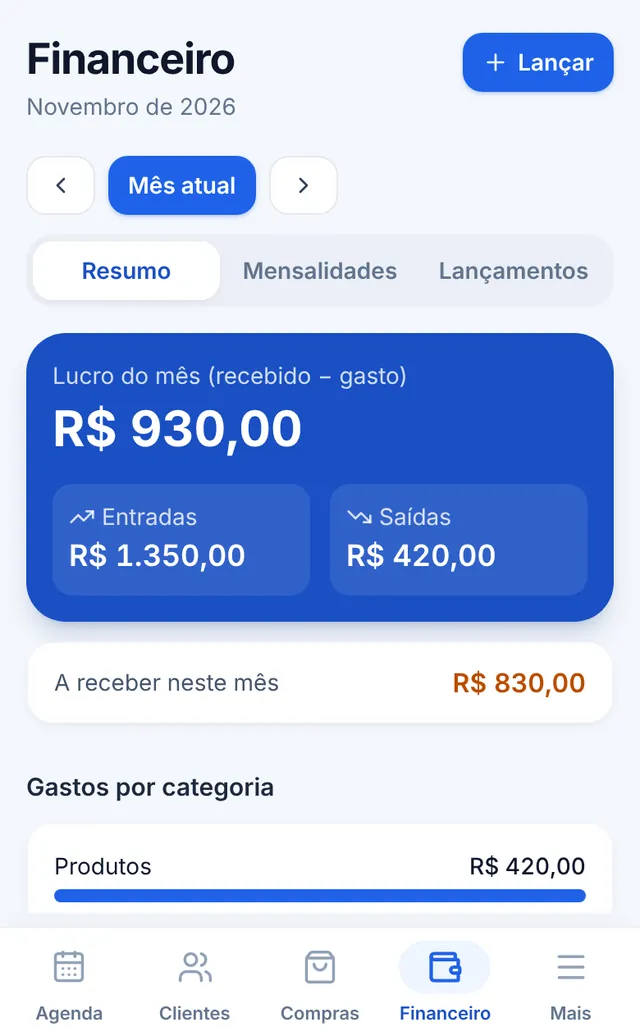 Financeiro
+ Lançar
Novembro de 2026
Mês atual
Resumo Mensalidades Lançamentos
Lucro do mês (recebido – gasto)
R$ 930,00
Entradas Saídas
R$ 1.350,00 R$ 420,00
A receber neste mês R$ 830,00
Gastos por categoria
Produtos R$ 420,00
Agenda Clientes Compras Financeiro Mais